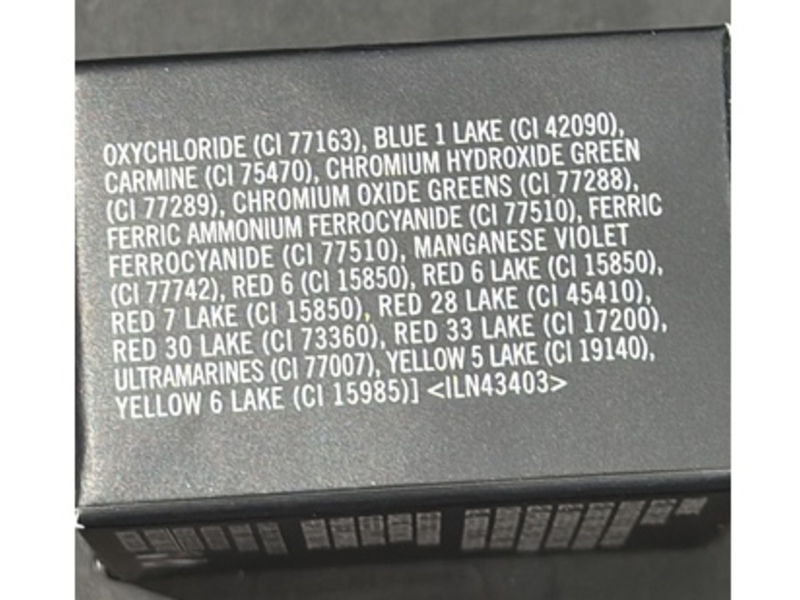 OXYCHLORIDE (CI 77163), BLUE 1 LAKE (CI 42090),
CARMINE (CI 75470), CHROMIUM HYDROXIDE GREEN
(CI 77289), CHROMIUM OXIDE GREENS (CI 77288),
FERRIC AMMONIUM FERROCYANIDE (CI 77510), FERRIC
FERROCYANIDE (CI 77510), MANGANESE VIOLET
(CI 77742), RED 6 (CI 15850), RED 6 LAKE (CI 15850),
RED 7 LAKE (CI 15850), RED 28 LAKE (CI 45410),
RED 30 LAKE (CI 73360), RED 33 LAKE (CI 17200),
ULTRAMARINES (CI 77007), YELLOW 5 LAKE (CI 19140),
YELLOW 6 LAKE (CI 15985)] <ILN43403>